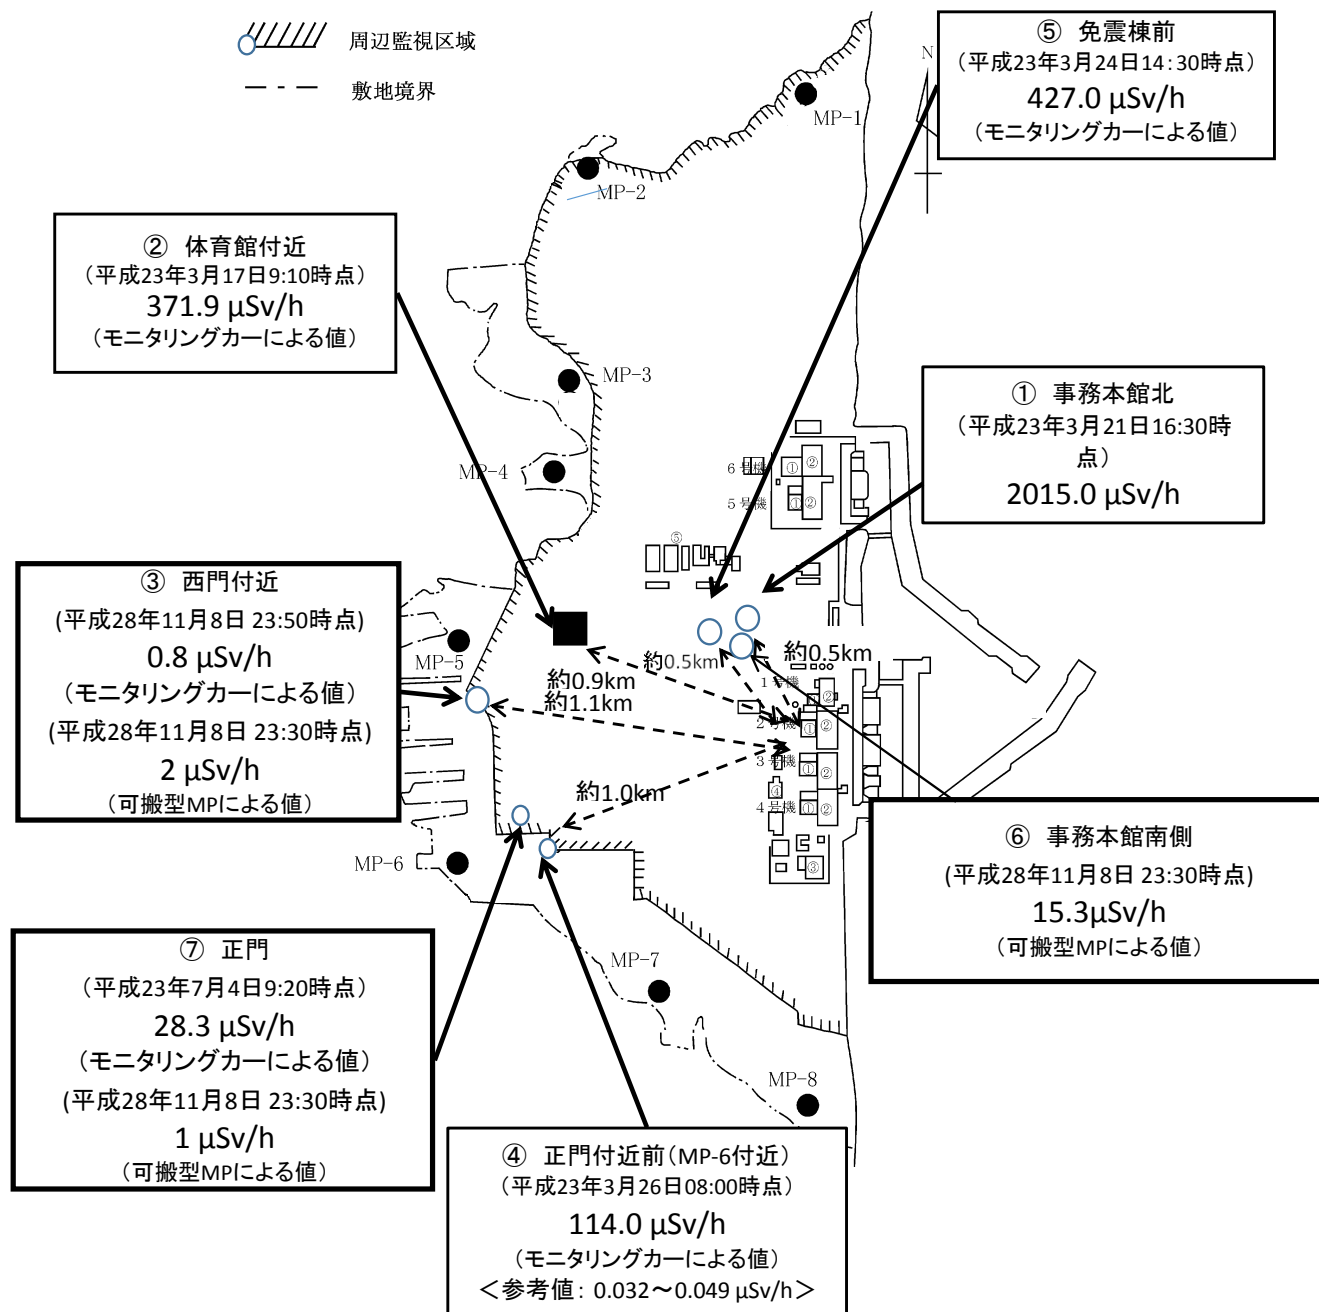 周辺監視区域
敷地境界
⑤ 免震棟前
(平成23年3月24日14:30時点)
427.0 μSv/h
(モニタリングカーによる値)
N
MP-1
MP-2
② 体育館付近
(平成23年3月17日9:10時点)
371.9 μSv/h
(モニタリングカーによる値)
MP-3
① 事務本館北
(平成23年3月21日16:30時
点)
2015.0 μSv/h
MP-4
6号機
①
②
5号機
①
②
⑤
③ 西門付近
(平成28年11月8日 23:50時点)
0.8 μSv/h
(モニタリングカーによる値)
(平成28年11月8日 23:30時点)
2 μSv/h
(可搬型MPによる値)
MP-5
約0.5km
約0.5km
約0.9km
約1.1km
1号機
②
2号機
①
②
3号機
①
②
約1.0km
④
4号機
①
②
③
MP-6
⑥ 事務本館南側
(平成28年11月8日 23:30時点)
15.3μSv/h
(可搬型MPによる値)
⑦ 正門
(平成23年7月4日9:20時点)
28.3 μSv/h
(モニタリングカーによる値)
(平成28年11月8日 23:30時点)
1 μSv/h
(可搬型MPによる値)
MP-7
MP-8
④ 正門付近前(MP-6付近)
(平成23年3月26日08:00時点)
114.0 μSv/h
(モニタリングカーによる値)
<参考値: 0.032~0.049 μSv/h>